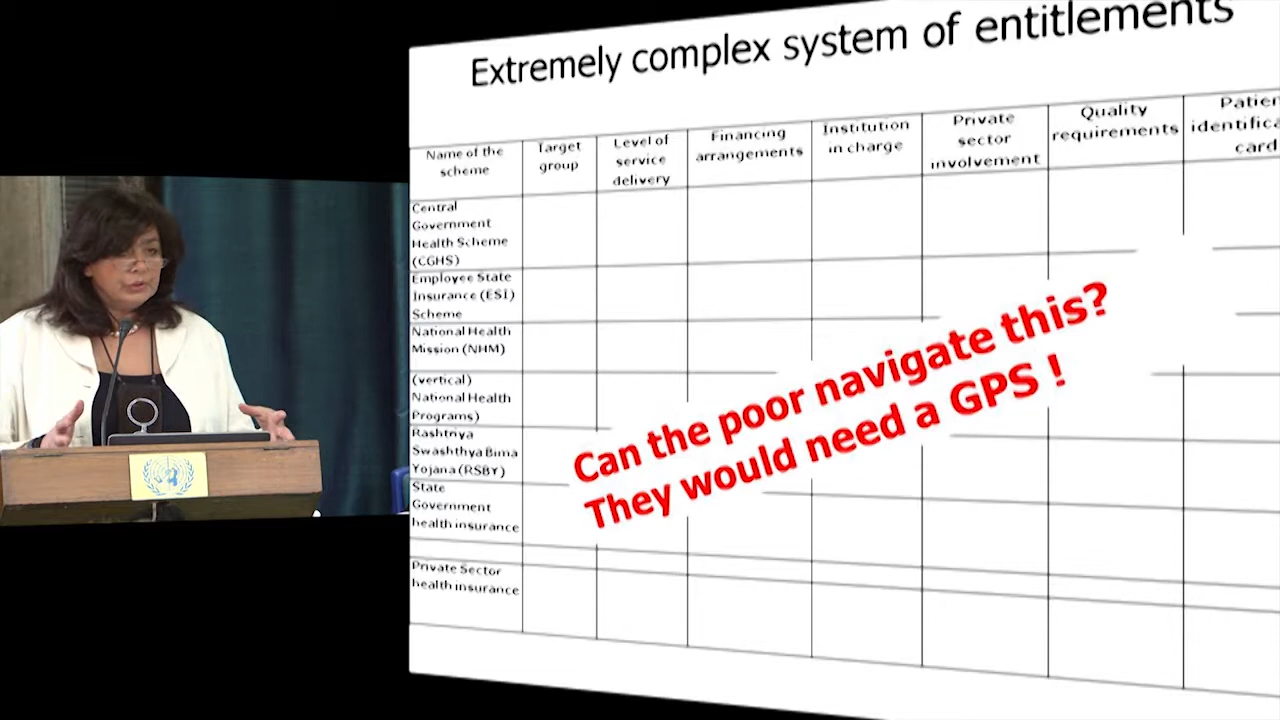 Extremely complex system of entitlements
Name of the
scheme
Target
group
Level of
service
delivery
Financing
arrangements
Institution
in charge
Private
sector
involvement
Quality
requirements
card
Central
Government
Health Scheme
(CGHS)
Employee State
Insurance (ESI)
Scheme
National Health
Mission (NHM)
(vertical)
National Health
Programs)
Rashtriya
Swashthya Bima
Yojana (RSBY)
State
Government
health insurance
Private Sector
health insurance
Can the poor navigate this?
They would need a GPS !